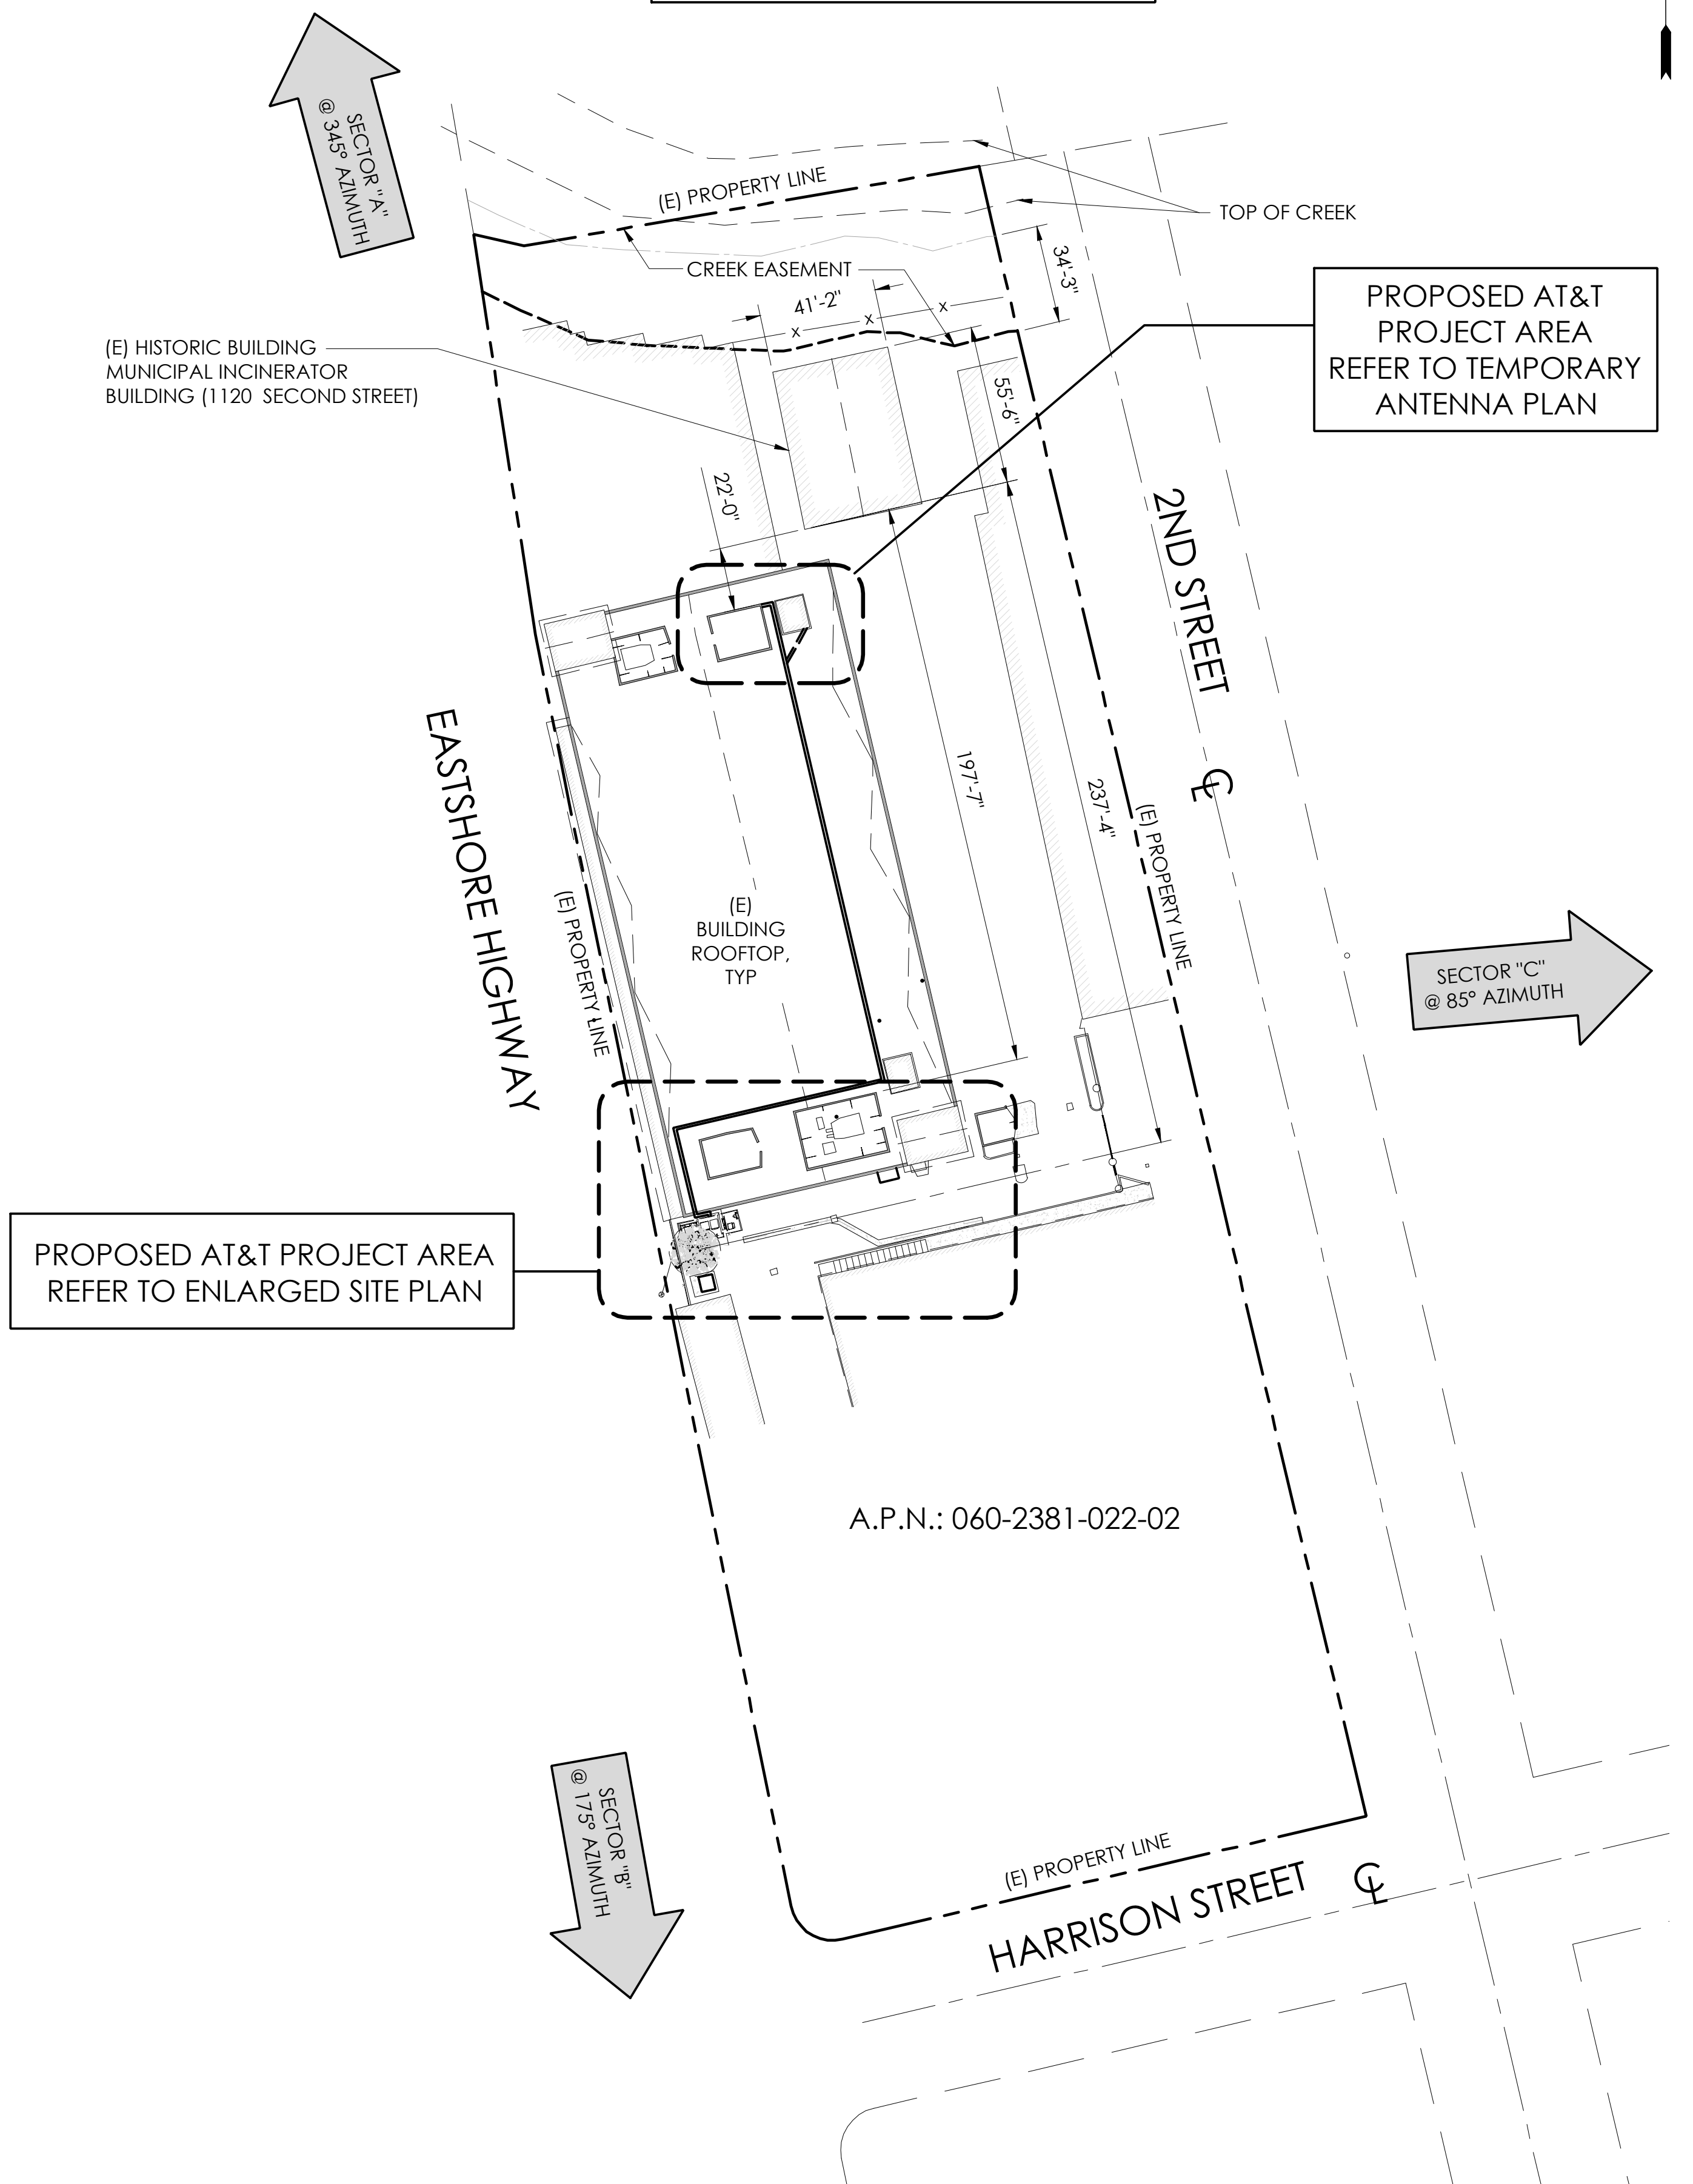 SECTOR "A"
@ 345° AZIMUTH
(E) PROPERTY LINE
TOP OF CREEK
CREEK EASEMENT
34'-3"
41'-2"
x
x
x
PROPOSED AT&T
PROJECT AREA
REFER TO TEMPORARY
ANTENNA PLAN
(E) HISTORIC BUILDING
MUNICIPAL INCINERATOR
BUILDING (1120 SECOND STREET)
55'-6"
22'-0"
2ND STREET
℄
EASTSHORE HIGHWAY
197'-7"
237'-4"
(E) PROPERTY LINE
(E) PROPERTY LINE
(E)
BUILDING
ROOFTOP,
TYP
SECTOR "C"
@ 85° AZIMUTH
PROPOSED AT&T PROJECT AREA
REFER TO ENLARGED SITE PLAN
A.P.N.: 060-2381-022-02
SECTOR "B"
@ 175° AZIMUTH
(E) PROPERTY LINE
HARRISON STREET
℄